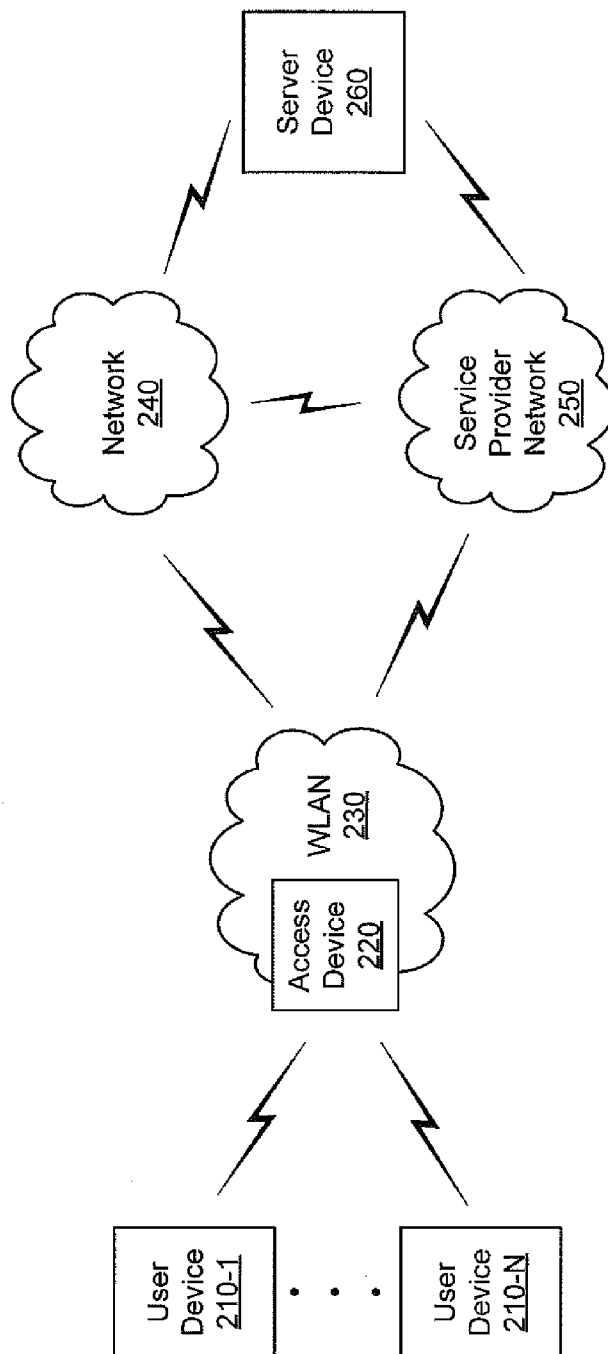 User
Device
210-1
User
Device
210-N
Access
Device
220
WLAN
230
Network
240
Service
Provider
Network
250
Server
Device
260